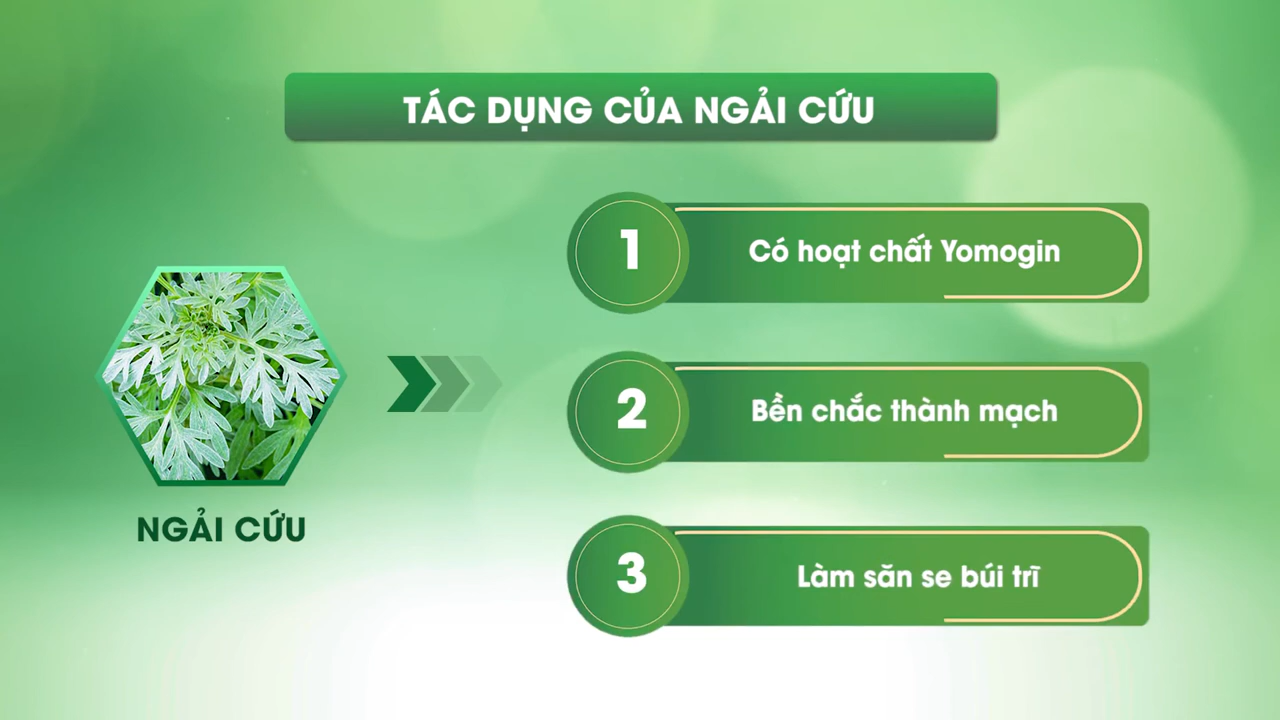 TÁC DỤNG CỦA NGẢI CỨU
1
Có hoạt chất Yomogin
2
Bền chắc thành mạch
3
Làm săn se búi trĩ
NGẢI CỨU